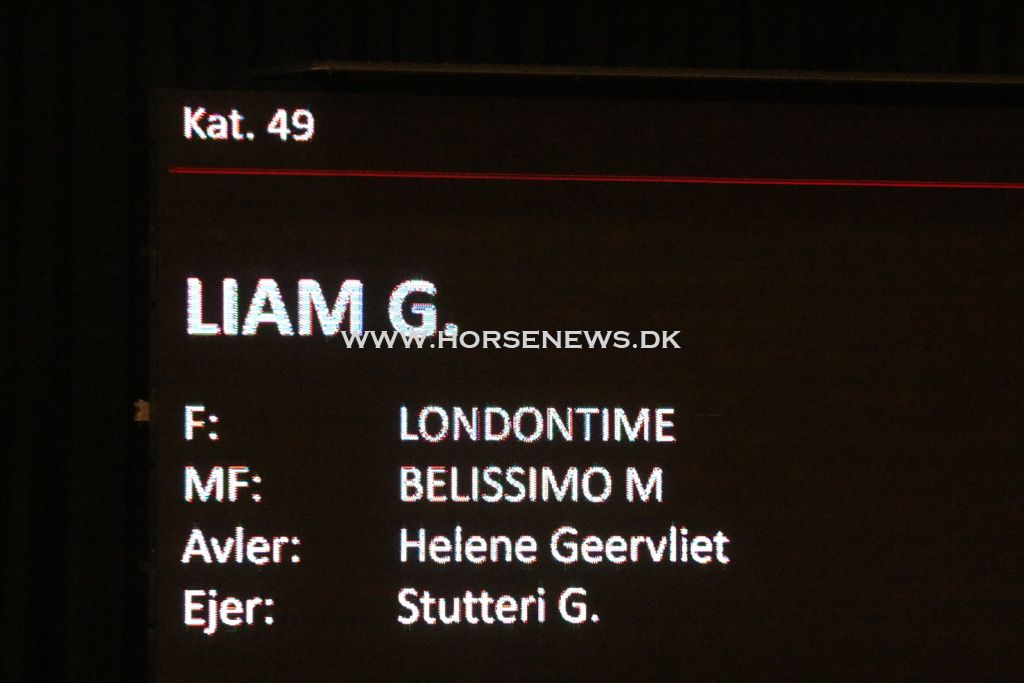 Kat. 49
LIAM G.
WWW.HORSENEWS.DK
F: LONDONTIME
MF: BELISSIMO M
Avler: Helene Geervliet
Ejer: Stutteri G.